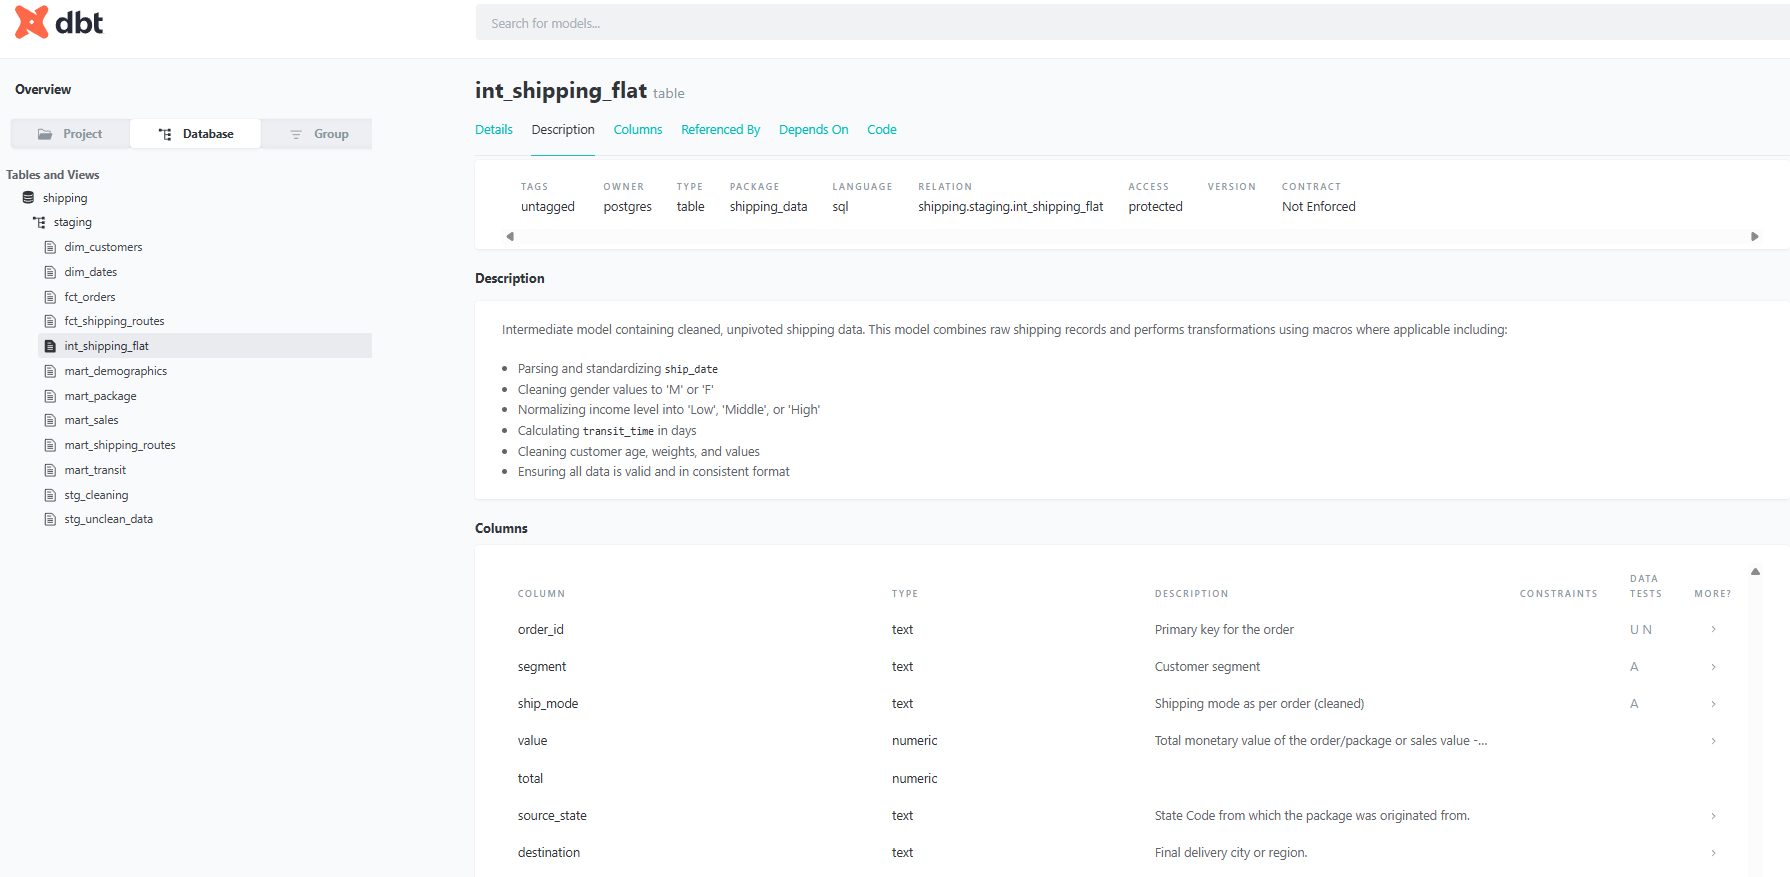 dbt
Search for models...
Overview
Project Database Group
Tables and Views
shipping
staging
dim_customers
dim_dates
fct_orders
fct_shipping_routes
int_shipping_flat
mart_demographics
mart_package
mart_sales
mart_shipping_routes
mart_transit
stg_cleaning
stg_unclean_data
int_shipping_flat table
Details Description Columns Referenced By Depends On Code
TAGS OWNER TYPE PACKAGE LANGUAGE RELATION ACCESS VERSION CONTRACT
untagged postgres table shipping_data sql shipping.staging.int_shipping_flat protected Not Enforced
Description
Intermediate model containing cleaned, unpivoted shipping data. This model combines raw shipping records and performs transformations using macros where applicable including:
• Parsing and standardizing ship_date
• Cleaning gender values to 'M' or 'F'
• Normalizing income level into 'Low', 'Middle', or 'High'
• Calculating transit_time in days
• Cleaning customer age, weights, and values
• Ensuring all data is valid and in consistent format
Columns
COLUMN TYPE DESCRIPTION CONSTRAINTS DATA TESTS MORE?
order_id text Primary key for the order U N >
segment text Customer segment A >
ship_mode text Shipping mode as per order (cleaned) A >
value numeric Total monetary value of the order/package or sales value -... >
total numeric
source_state text State Code from which the package was originated from. >
destination text Final delivery city or region. >